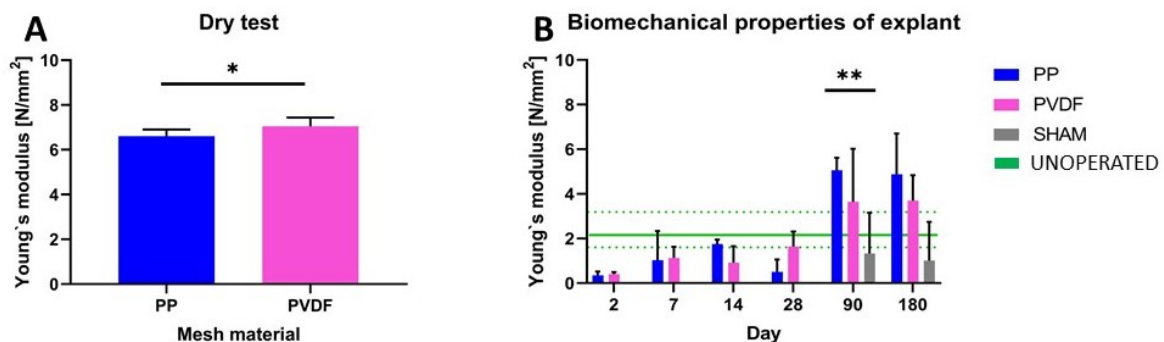 A
Dry test
Young`s modulus [N/mm²]
10
8
6
4
2
0
*
PP
PVDF
Mesh material
B
Biomechanical properties of explant
Young`s modulus [N/mm²]
10
8
6
4
2
0
**
2 7 14 28 90 180
Day
PP
PVDF
SHAM
UNOPERATED